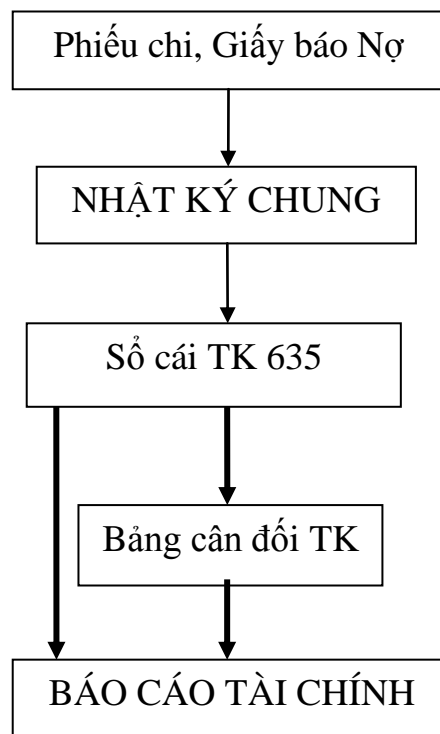 Phiếu chi, Giấy báo Nợ
NHẬT KÝ CHUNG
Sổ cái TK 635
Bảng cân đối TK
BÁO CÁO TÀI CHÍNH